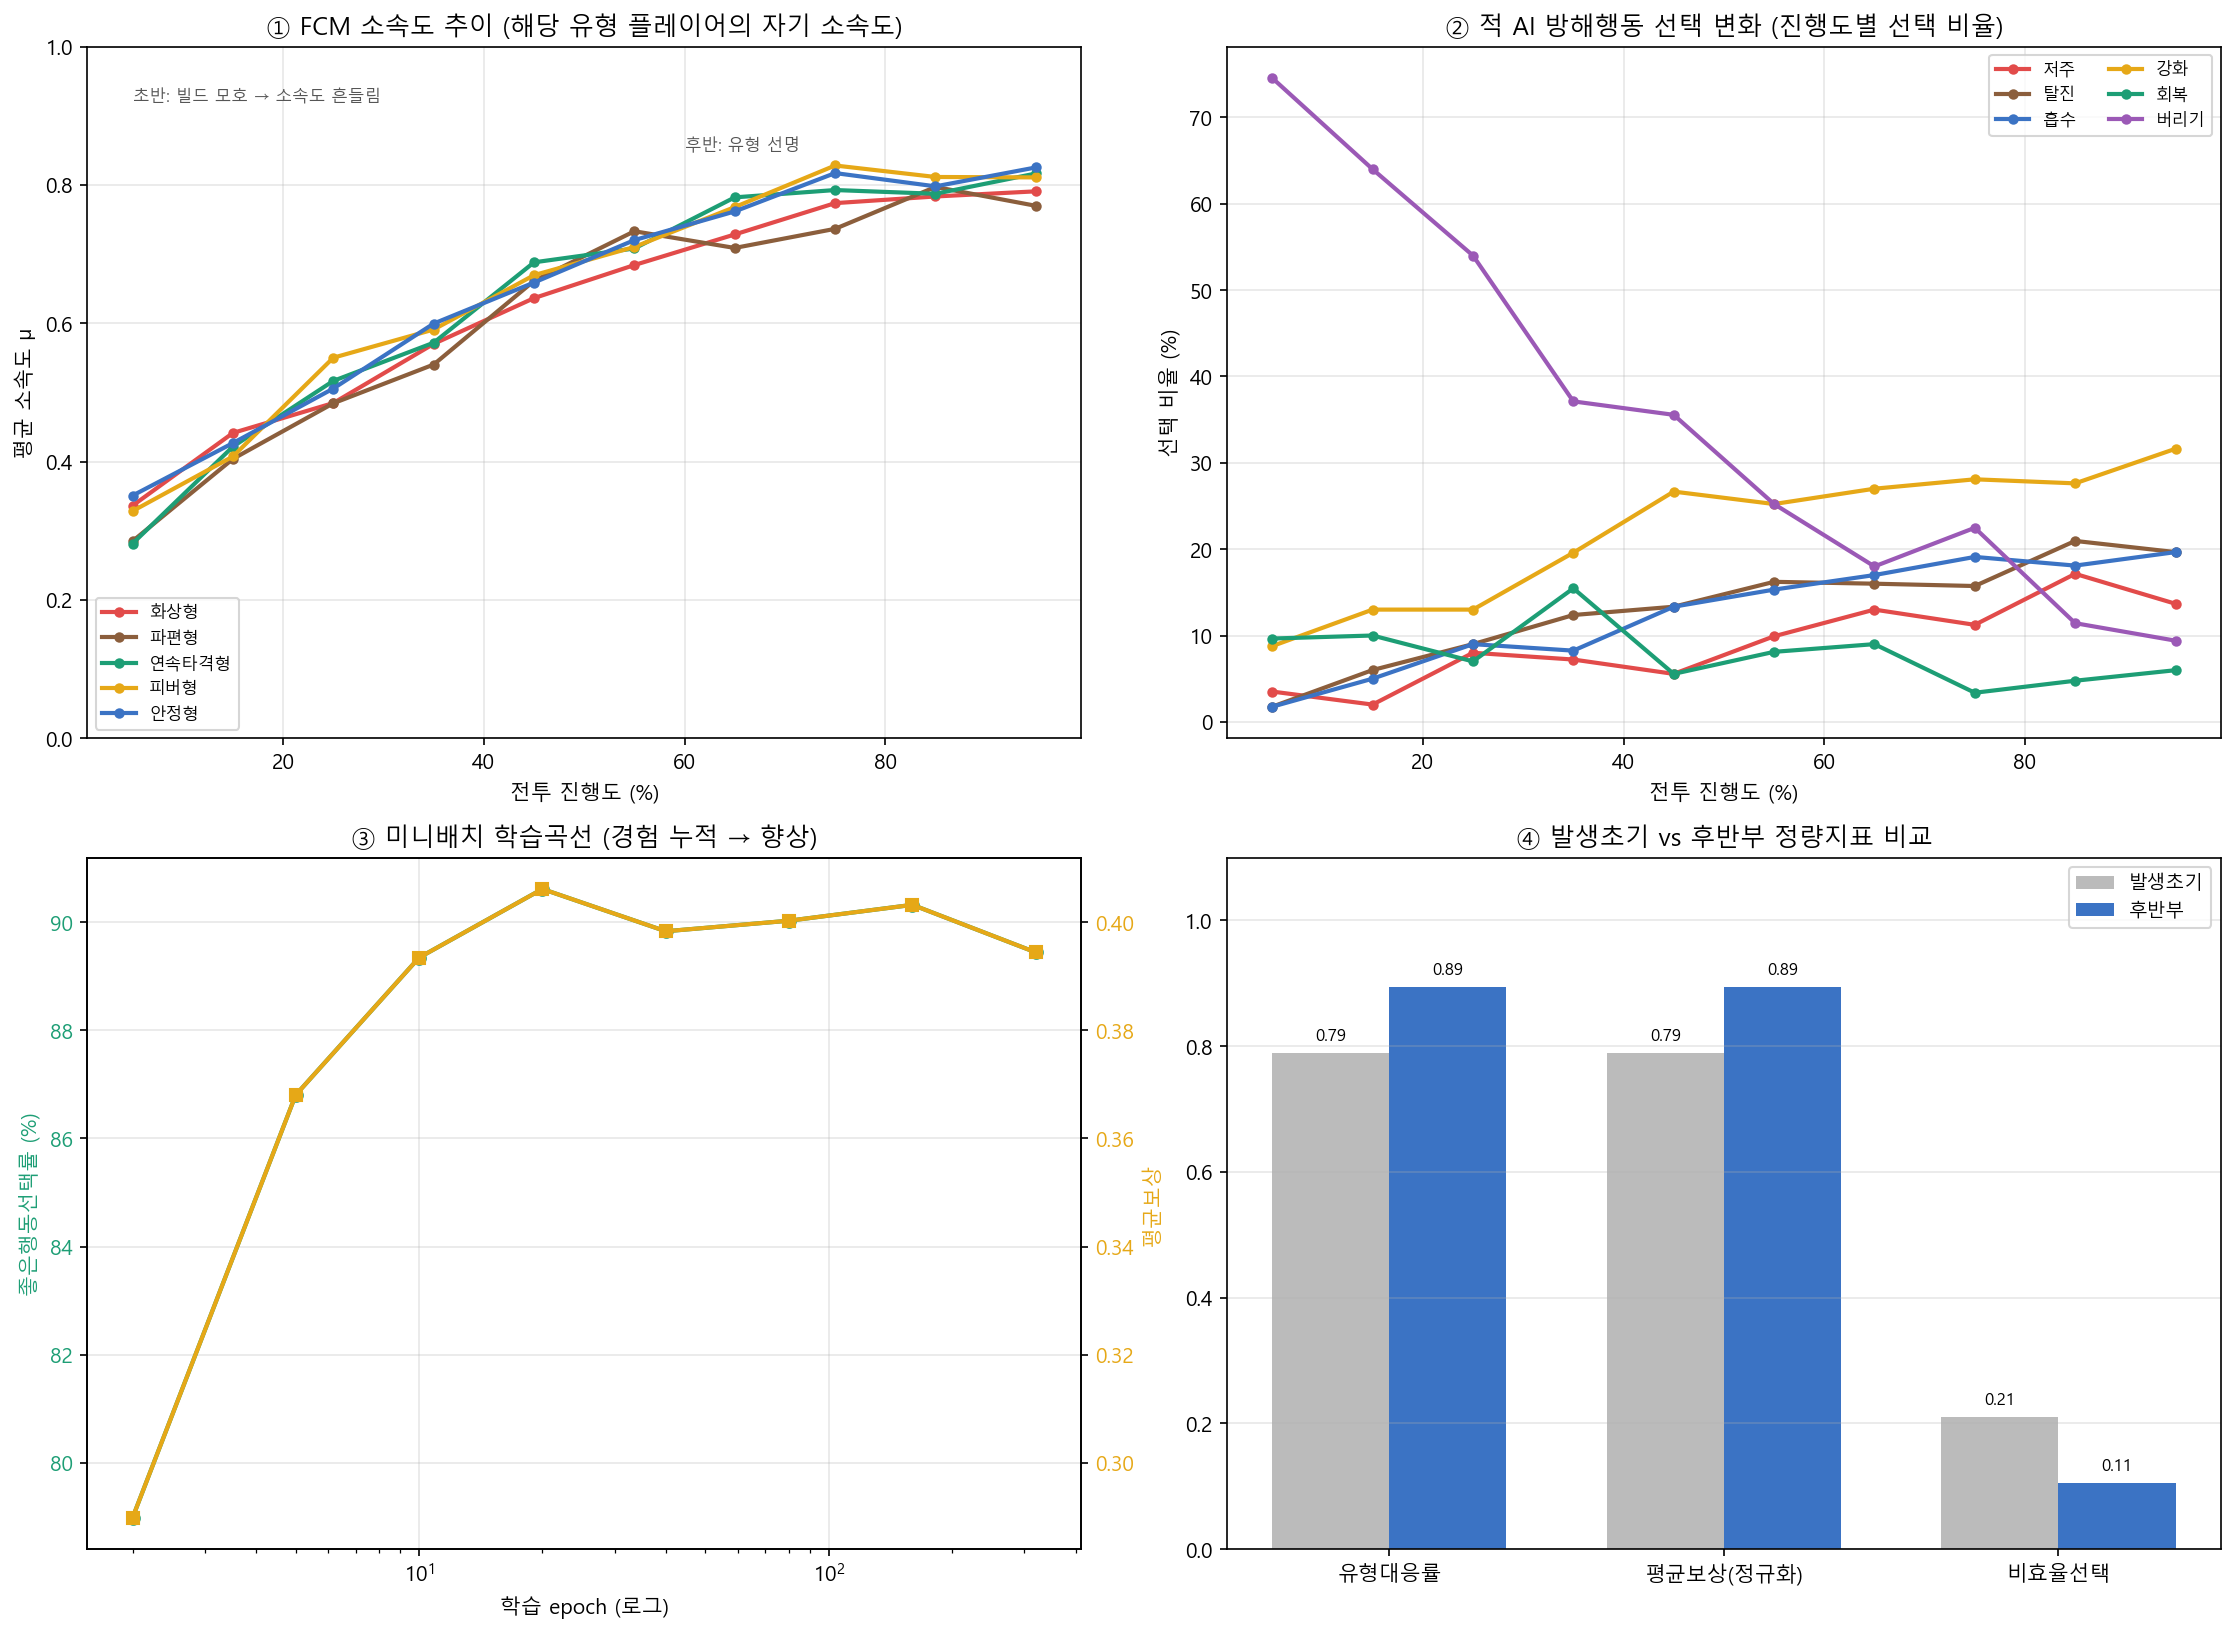 ① FCM 소속도 추이 (해당 유형 플레이어의 자기 소속도)
초반: 빌드 모호 → 소속도 흔들림
후반: 유형 선명
평균 소속도 μ
1.0
0.8
0.6
0.4
0.2
0.0
화상형
파편형
연속타격형
피버형
안정형
20
40
60
80
전투 진행도 (%)
② 적 AI 방해행동 선택 변화 (진행도별 선택 비율)
저주
탈진
흡수
강화
회복
버리기
선택 비율 (%)
70
60
50
40
30
20
10
0
20
40
60
80
전투 진행도 (%)
③ 미니배치 학습곡선 (경험 누적 → 향상)
좋은행동선택률 (%)
90
88
86
84
82
80
평균보상
0.40
0.38
0.36
0.34
0.32
0.30
10¹
10²
학습 epoch (로그)
④ 발생초기 vs 후반부 정량지표 비교
발생초기
후반부
1.0
0.8
0.6
0.4
0.2
0.0
0.79
0.89
0.79
0.89
0.21
0.11
유형대응률
평균보상(정규화)
비효율선택